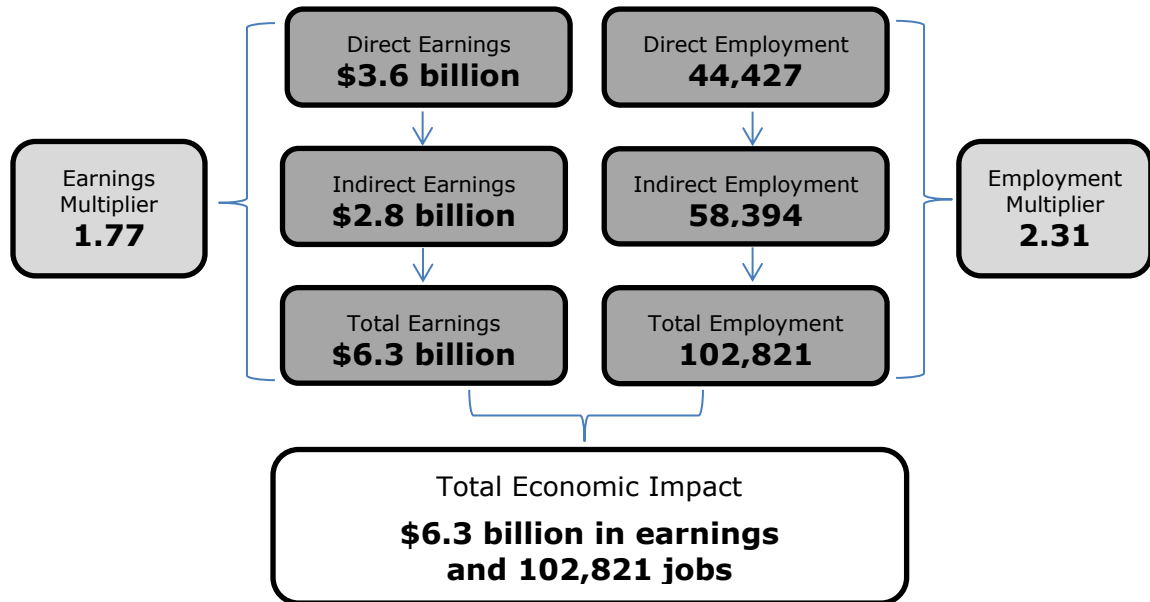 Direct Earnings
$3.6 billion
Direct Employment
44,427
Earnings
Multiplier
1.77
Indirect Earnings
$2.8 billion
Indirect Employment
58,394
Employment
Multiplier
2.31
Total Earnings
$6.3 billion
Total Employment
102,821
Total Economic Impact
$6.3 billion in earnings
and 102,821 jobs